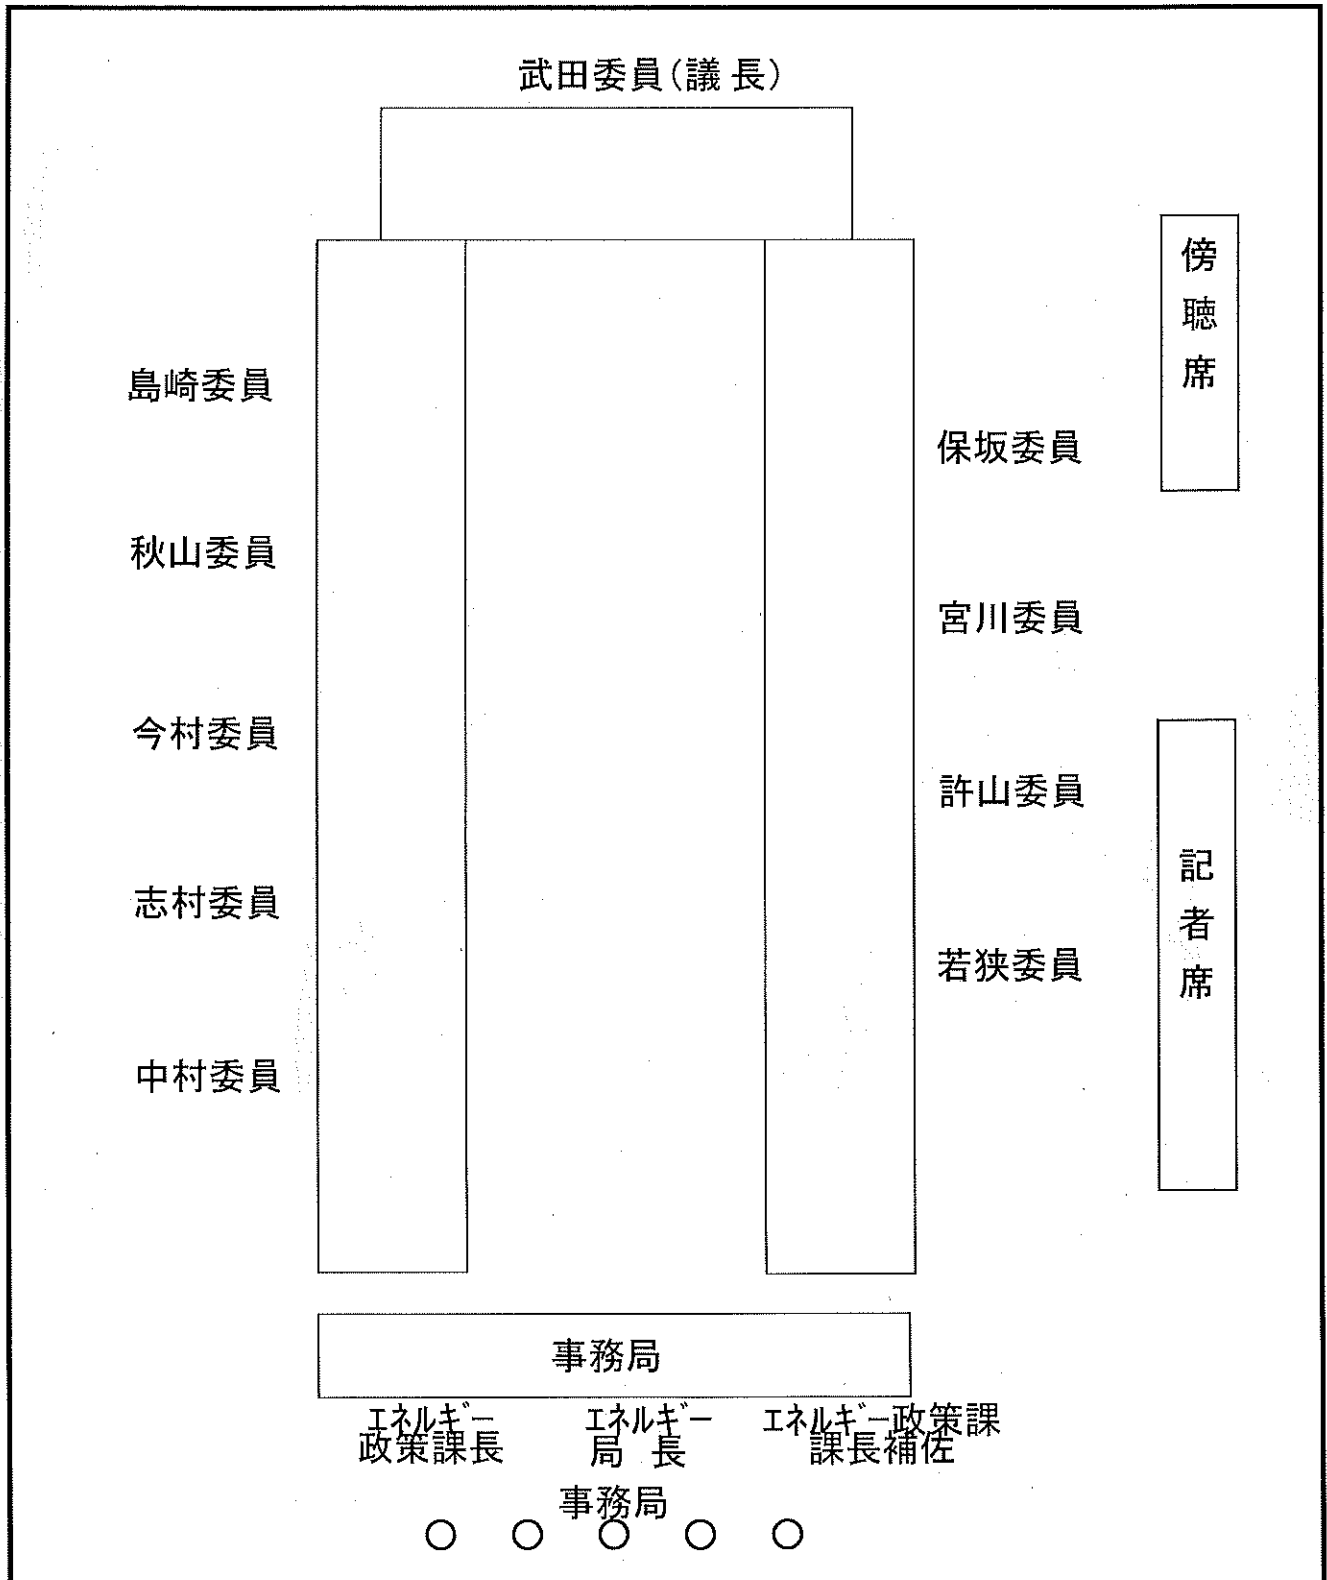 武田委員(議 長)
島崎委員
秋山委員
今村委員
志村委員
中村委員
保坂委員
宮川委員
許山委員
若狭委員
傍聴席
記者席
事務局
ｴﾈﾙｷﾞｰ
政策課長
ｴﾈﾙｷﾞｰ
局 長
ｴﾈﾙｷﾞｰ政策課
課長補佐
事務局
○ ○ ○ ○ ○